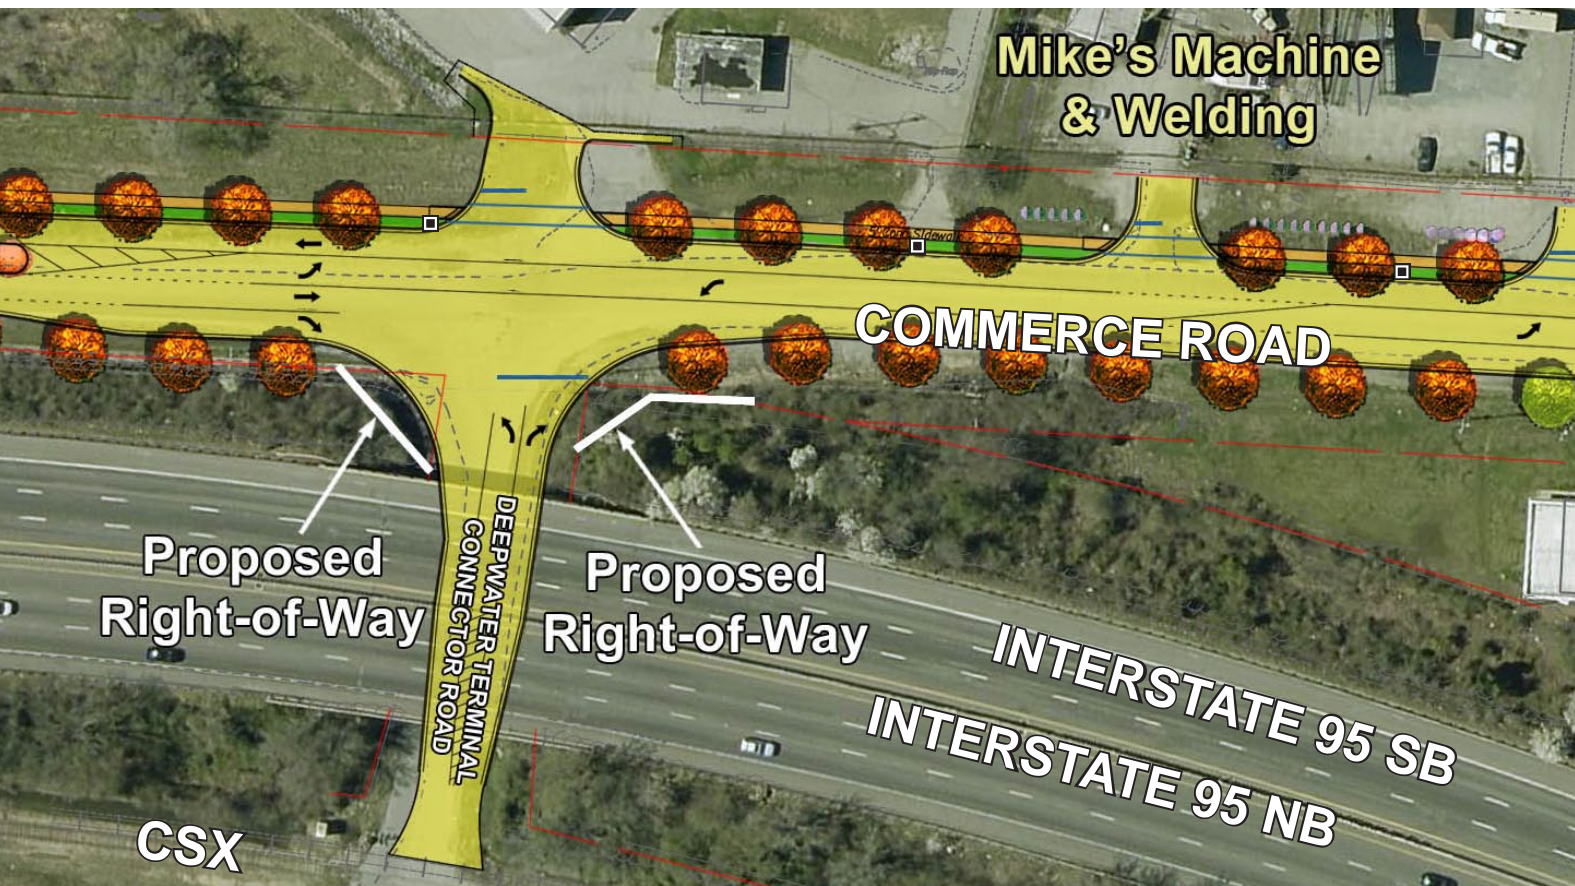 Mike's Machine
& Welding
COMMERCE ROAD
Proposed
Right-of-Way
Proposed
Right-of-Way
DEEPWATER TERMINAL
CONNECTOR ROAD
INTERSTATE 95 SB
INTERSTATE 95 NB
CSX